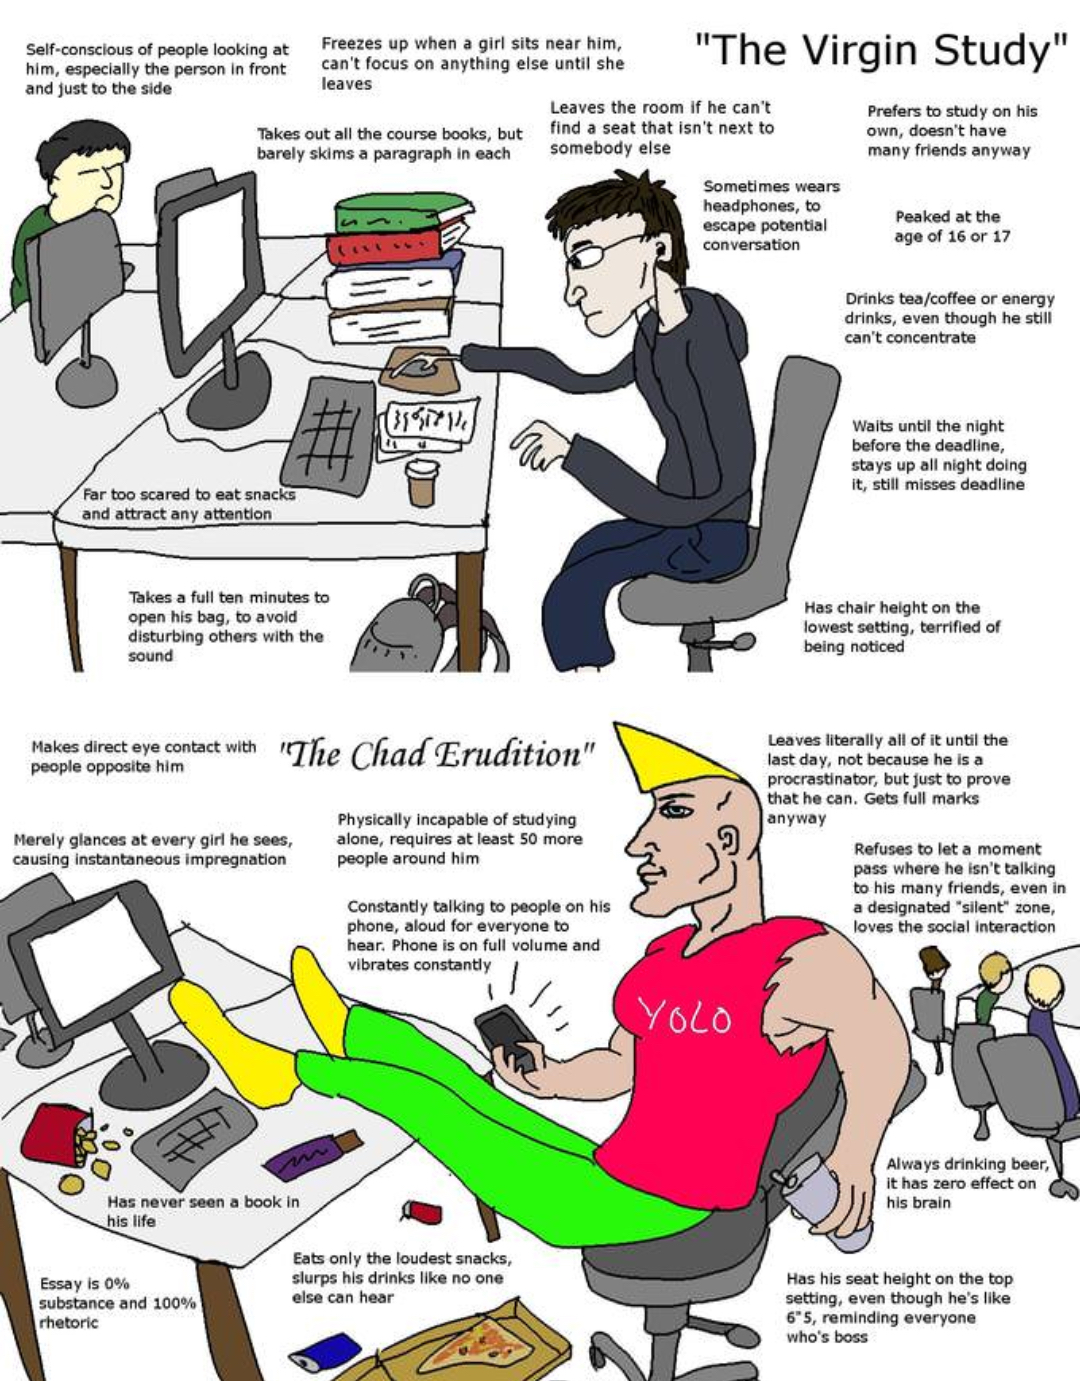 "The Virgin Study"
Self-conscious of people looking at
him, especially the person in front
and just to the side
Freezes up when a girl sits near him,
can't focus on anything else until she
leaves
Takes out all the course books, but
barely skims a paragraph in each
Leaves the room if he can't
find a seat that isn't next to
somebody else
Prefers to study on his
own, doesn't have
many friends anyway
Sometimes wears
headphones, to
escape potential
conversation
Peaked at the
age of 16 or 17
Drinks tea/coffee or energy
drinks, even though he still
can't concentrate
Waits until the night
before the deadline,
stays up all night doing
it, still misses deadline
Far too scared to eat snacks
and attract any attention
Takes a full ten minutes to
open his bag, to avoid
disturbing others with the
sound
Has chair height on the
lowest setting, terrified of
being noticed
"The Chad Erudition"
Makes direct eye contact with
people opposite him
Leaves literally all of it until the
last day, not because he is a
procrastinator, but just to prove
that he can. Gets full marks
anyway
Merely glances at every girl he sees,
causing instantaneous impregnation
Physically incapable of studying
alone, requires at least 50 more
people around him
Refuses to let a moment
pass where he isn't talking
to his many friends, even in
a designated "silent" zone,
loves the social interaction
Constantly talking to people on his
phone, aloud for everyone to
hear. Phone is on full volume and
vibrates constantly
YOLO
Always drinking beer,
it has zero effect on
his brain
Has never seen a book in
his life
Eats only the loudest snacks,
slurps his drinks like no one
else can hear
Essay is 0%
substance and 100%
rhetoric
Has his seat height on the top
setting, even though he's like
6"5, reminding everyone
who's boss